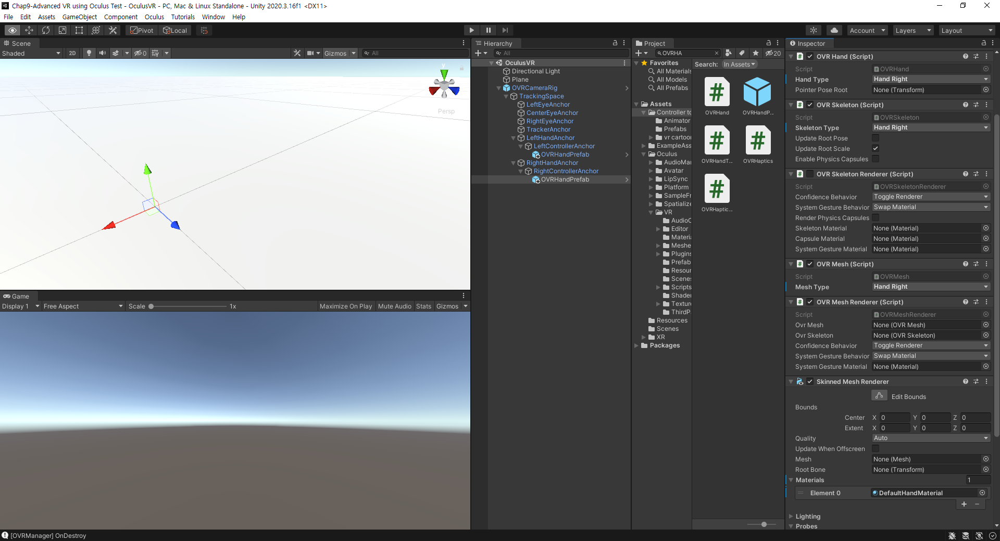 Chap9-Advanced VR using Oculus Test - OculusVR - PC, Mac & Linux Standalone - Unity 2020.3.16f1 <DX11>
File Edit Assets GameObject Component Oculus Tutorials Window Help
Pivot Local Account Layers Layout
Scene
Shaded 2D 0 Gizmos All
y
Persp
Game
Display 1 Free Aspect Scale 1x Maximize On Play Mute Audio Stats Gizmos
Hierarchy
All
OculusVR
Directional Light
Plane
OVRCameraRig
TrackingSpace
LeftEyeAnchor
CenterEyeAnchor
RightEyeAnchor
TrackerAnchor
LeftHandAnchor
LeftControllerAnchor
OVRHandPrefab
RightHandAnchor
RightControllerAnchor
OVRHandPrefab
Project
OVRHA 20
Favorites
All Materials
All Models
All Prefabs
Assets
Controller to
Animator
Prefabs
vr cartoo
ExampleAss
Oculus
AudioMa
Avatar
LipSync
Platform
SampleFr
Spatialize
VR
AudioC
Editor
Materia
Meshe
Plugins
Prefab
Resour
Scenes
Scripts
Shader
Texture
ThirdP
Resources
Scenes
XR
Packages
Search: In Assets
OVRHand OVRHandP...
OVRHandT... OVRHaptics
OVRHaptic...
Inspector
OVR Hand (Script)
Script OVRHand
Hand Type Hand Right
Pointer Pose Root None (Transform)
OVR Skeleton (Script)
Script OVRSkeleton
Skeleton Type Hand Right
Update Root Pose
Update Root Scale
Enable Physics Capsules
OVR Skeleton Renderer (Script)
Script OVRSkeletonRenderer
Confidence Behavior Toggle Renderer
System Gesture Behavior Swap Material
Render Physics Capsules
Skeleton Material None (Material)
Capsule Material None (Material)
System Gesture Material None (Material)
OVR Mesh (Script)
Script OVRMesh
Mesh Type Hand Right
OVR Mesh Renderer (Script)
Script OVRMeshRenderer
Ovr Mesh None (OVR Mesh)
Ovr Skeleton None (OVR Skeleton)
Confidence Behavior Toggle Renderer
System Gesture Behavior Swap Material
System Gesture Material None (Material)
Skinned Mesh Renderer
Edit Bounds
Bounds
Center X 0 Y 0 Z 0
Extent X 0 Y 0 Z 0
Quality Auto
Update When Offscreen
Mesh None (Mesh)
Root Bone None (Transform)
Materials 1
Element 0 DefaultHandMaterial
Lighting
Probes
[OVRManager] OnDestroy